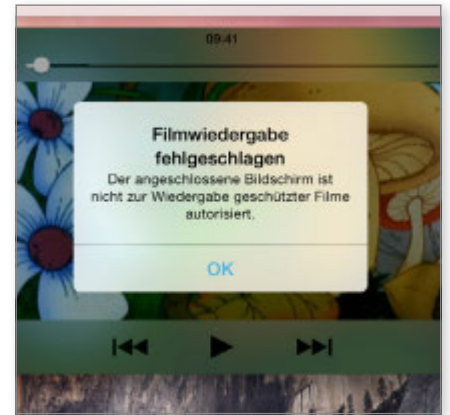 09:41
Filmwiedergabe
fehlgeschlagen
Der angeschlossene Bildschirm ist
nicht zur Wiedergabe geschützter Filme
autorisiert.
OK